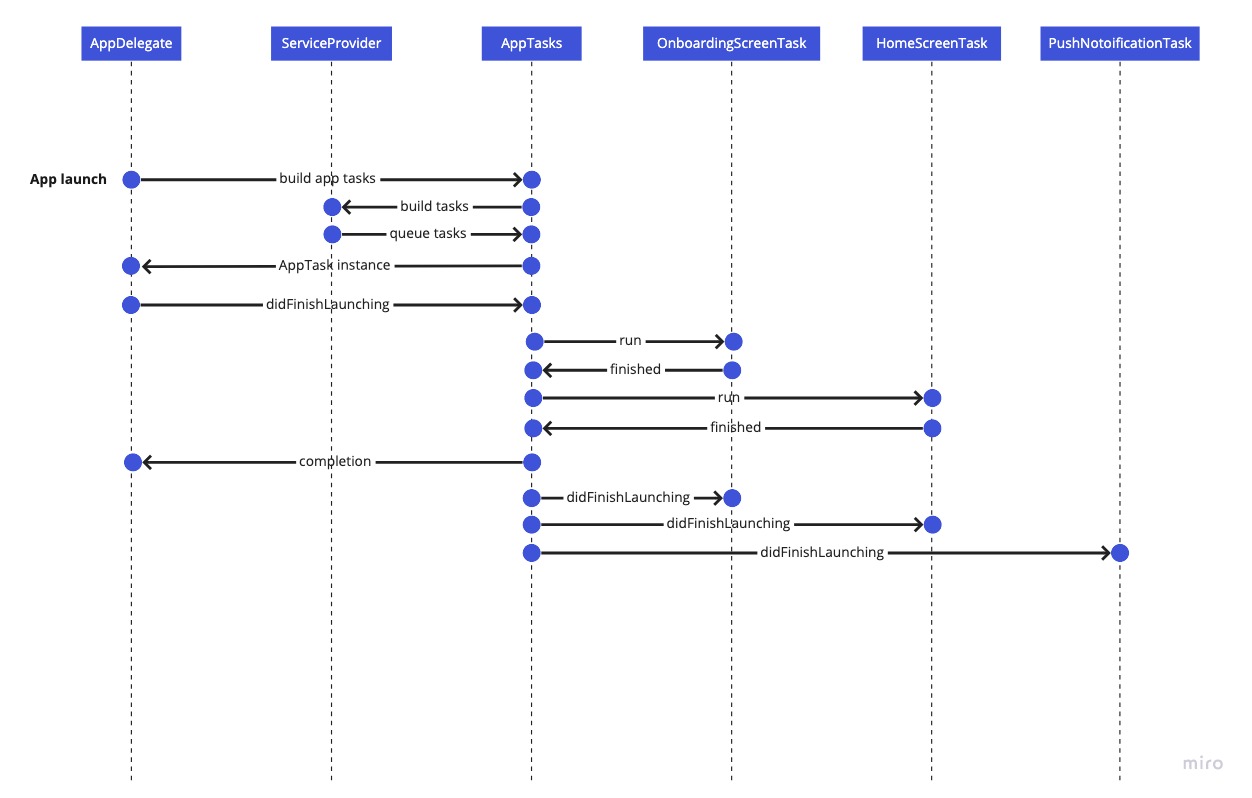 AppDelegate
ServiceProvider
AppTasks
OnboardingScreenTask
HomeScreenTask
PushNotoificationTask
App launch
build app tasks
build tasks
queue tasks
AppTask instance
didFinishLaunching
run
finished
run
finished
completion
didFinishLaunching
didFinishLaunching
didFinishLaunching
miro